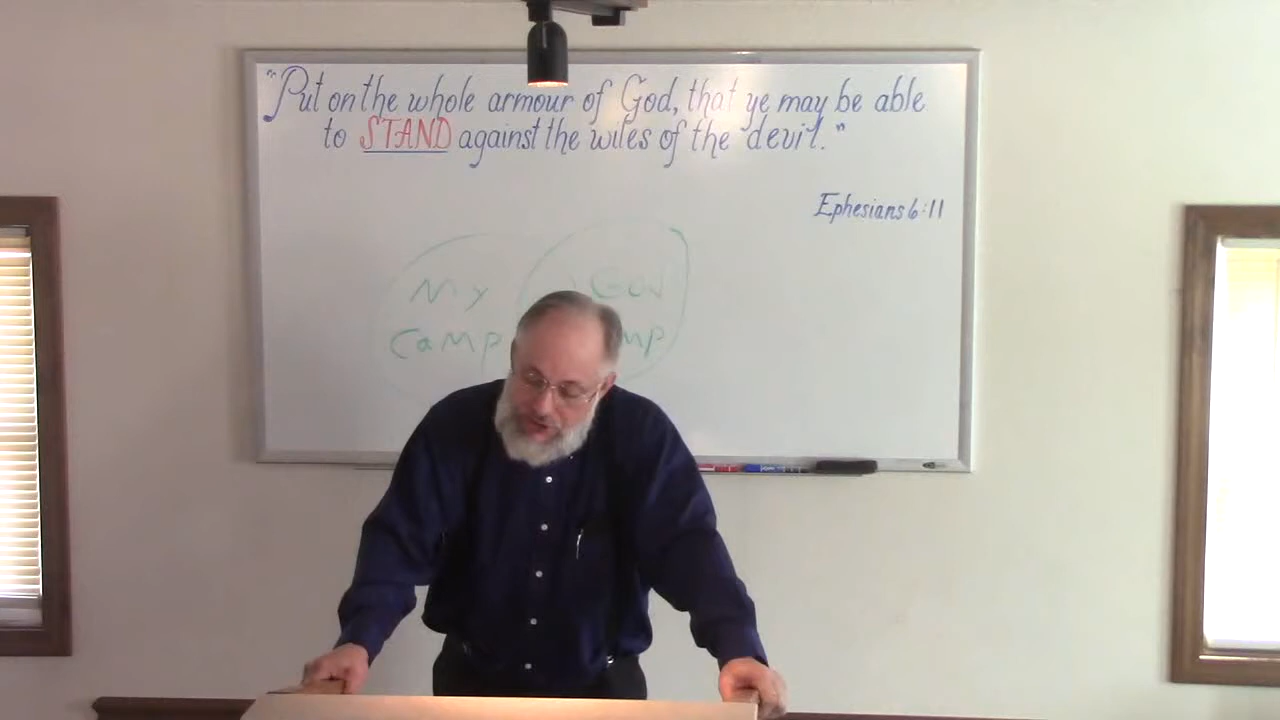 "Put on the whole armour of God, that ye may be able
to STAND against the wiles of the devil."
Ephesians 6:11
My
Camp